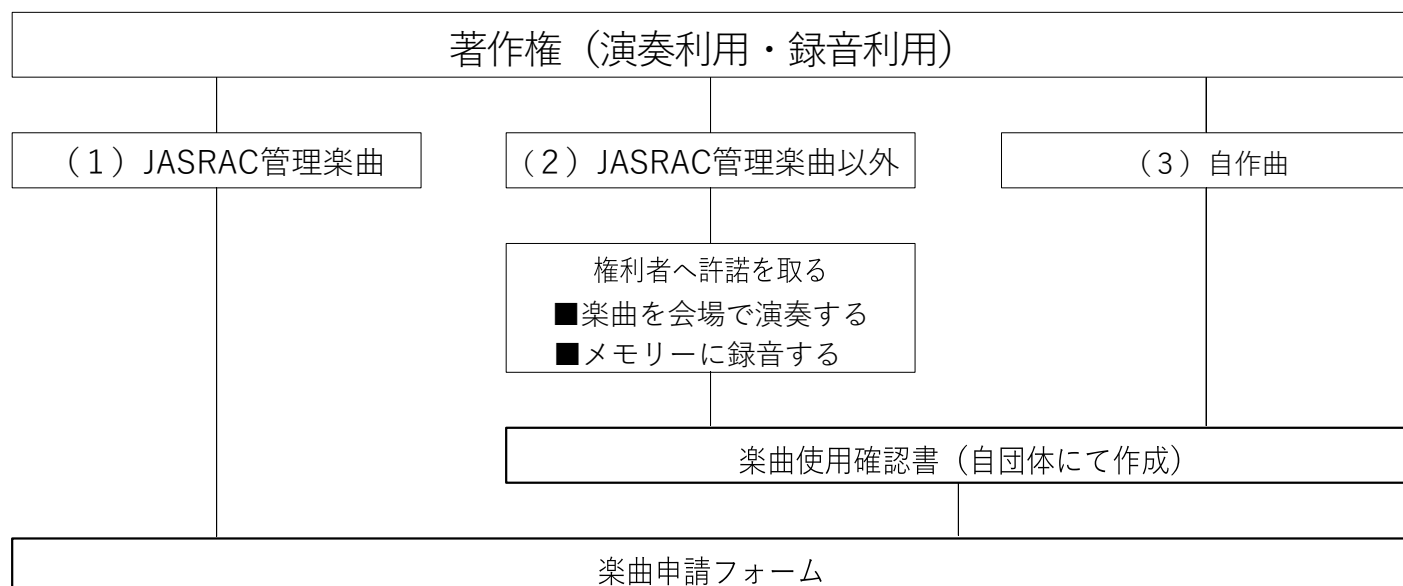 著作権（演奏利用・録音利用）
（１）JASRAC管理楽曲
（２）JASRAC管理楽曲以外
（３）自作曲
権利者へ許諾を取る
■楽曲を会場で演奏する
■メモリーに録音する
楽曲使用確認書（自団体にて作成）
楽曲申請フォーム